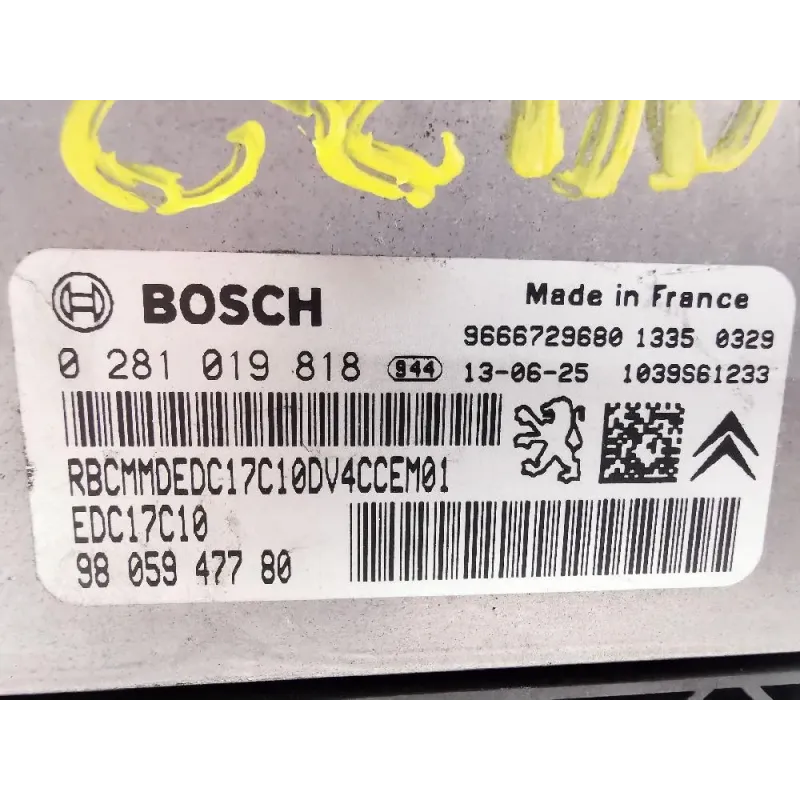 BOSCH
Made in France
9666729680 1335 0329
0 281 019 818 944 13-06-25 1039S61233
RBCMMDEDC17C10DV4CCEM01
EDC17C10
98 059 477 80